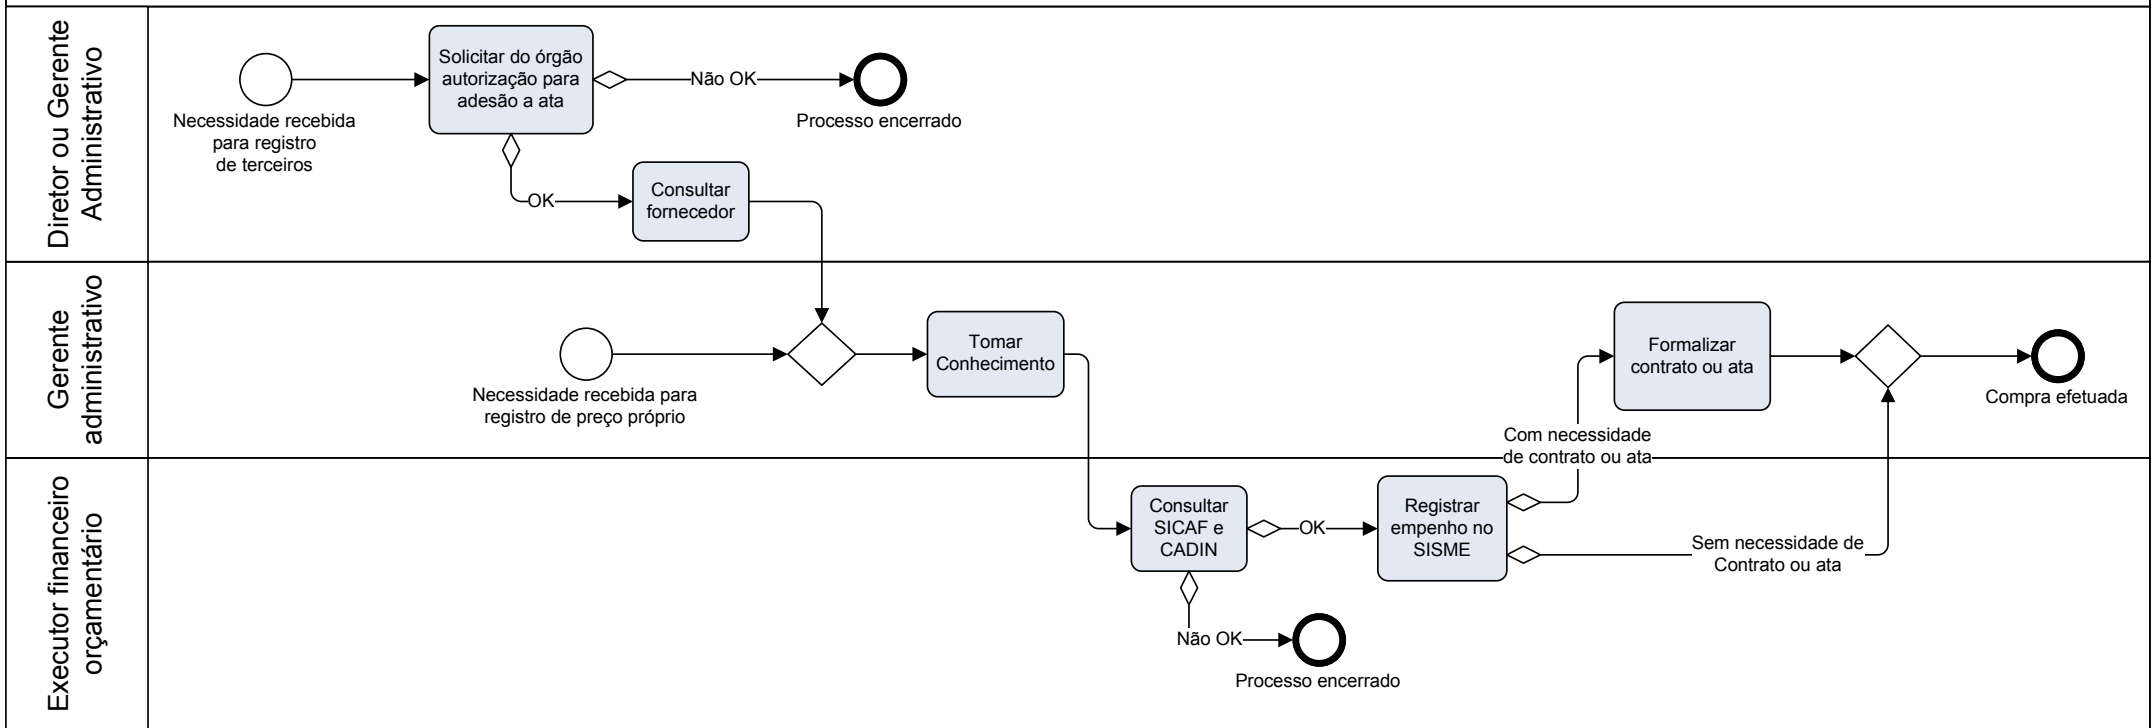 Diretor ou Gerente
Administrativo
Necessidade recebida
para registro
de terceiros
Solicitar do órgão
autorização para
adesão a ata
Não OK
Processo encerrado
OK
Consultar
fornecedor
Gerente
administrativo
Necessidade recebida para
registro de preço próprio
Tomar
Conhecimento
Formalizar
contrato ou ata
Compra efetuada
Com necessidade
de contrato ou ata
Executor financeiro
orçamentário
Consultar
SICAF e
CADIN
OK
Registrar
empenho no
SISME
Sem necessidade de
Contrato ou ata
Não OK
Processo encerrado